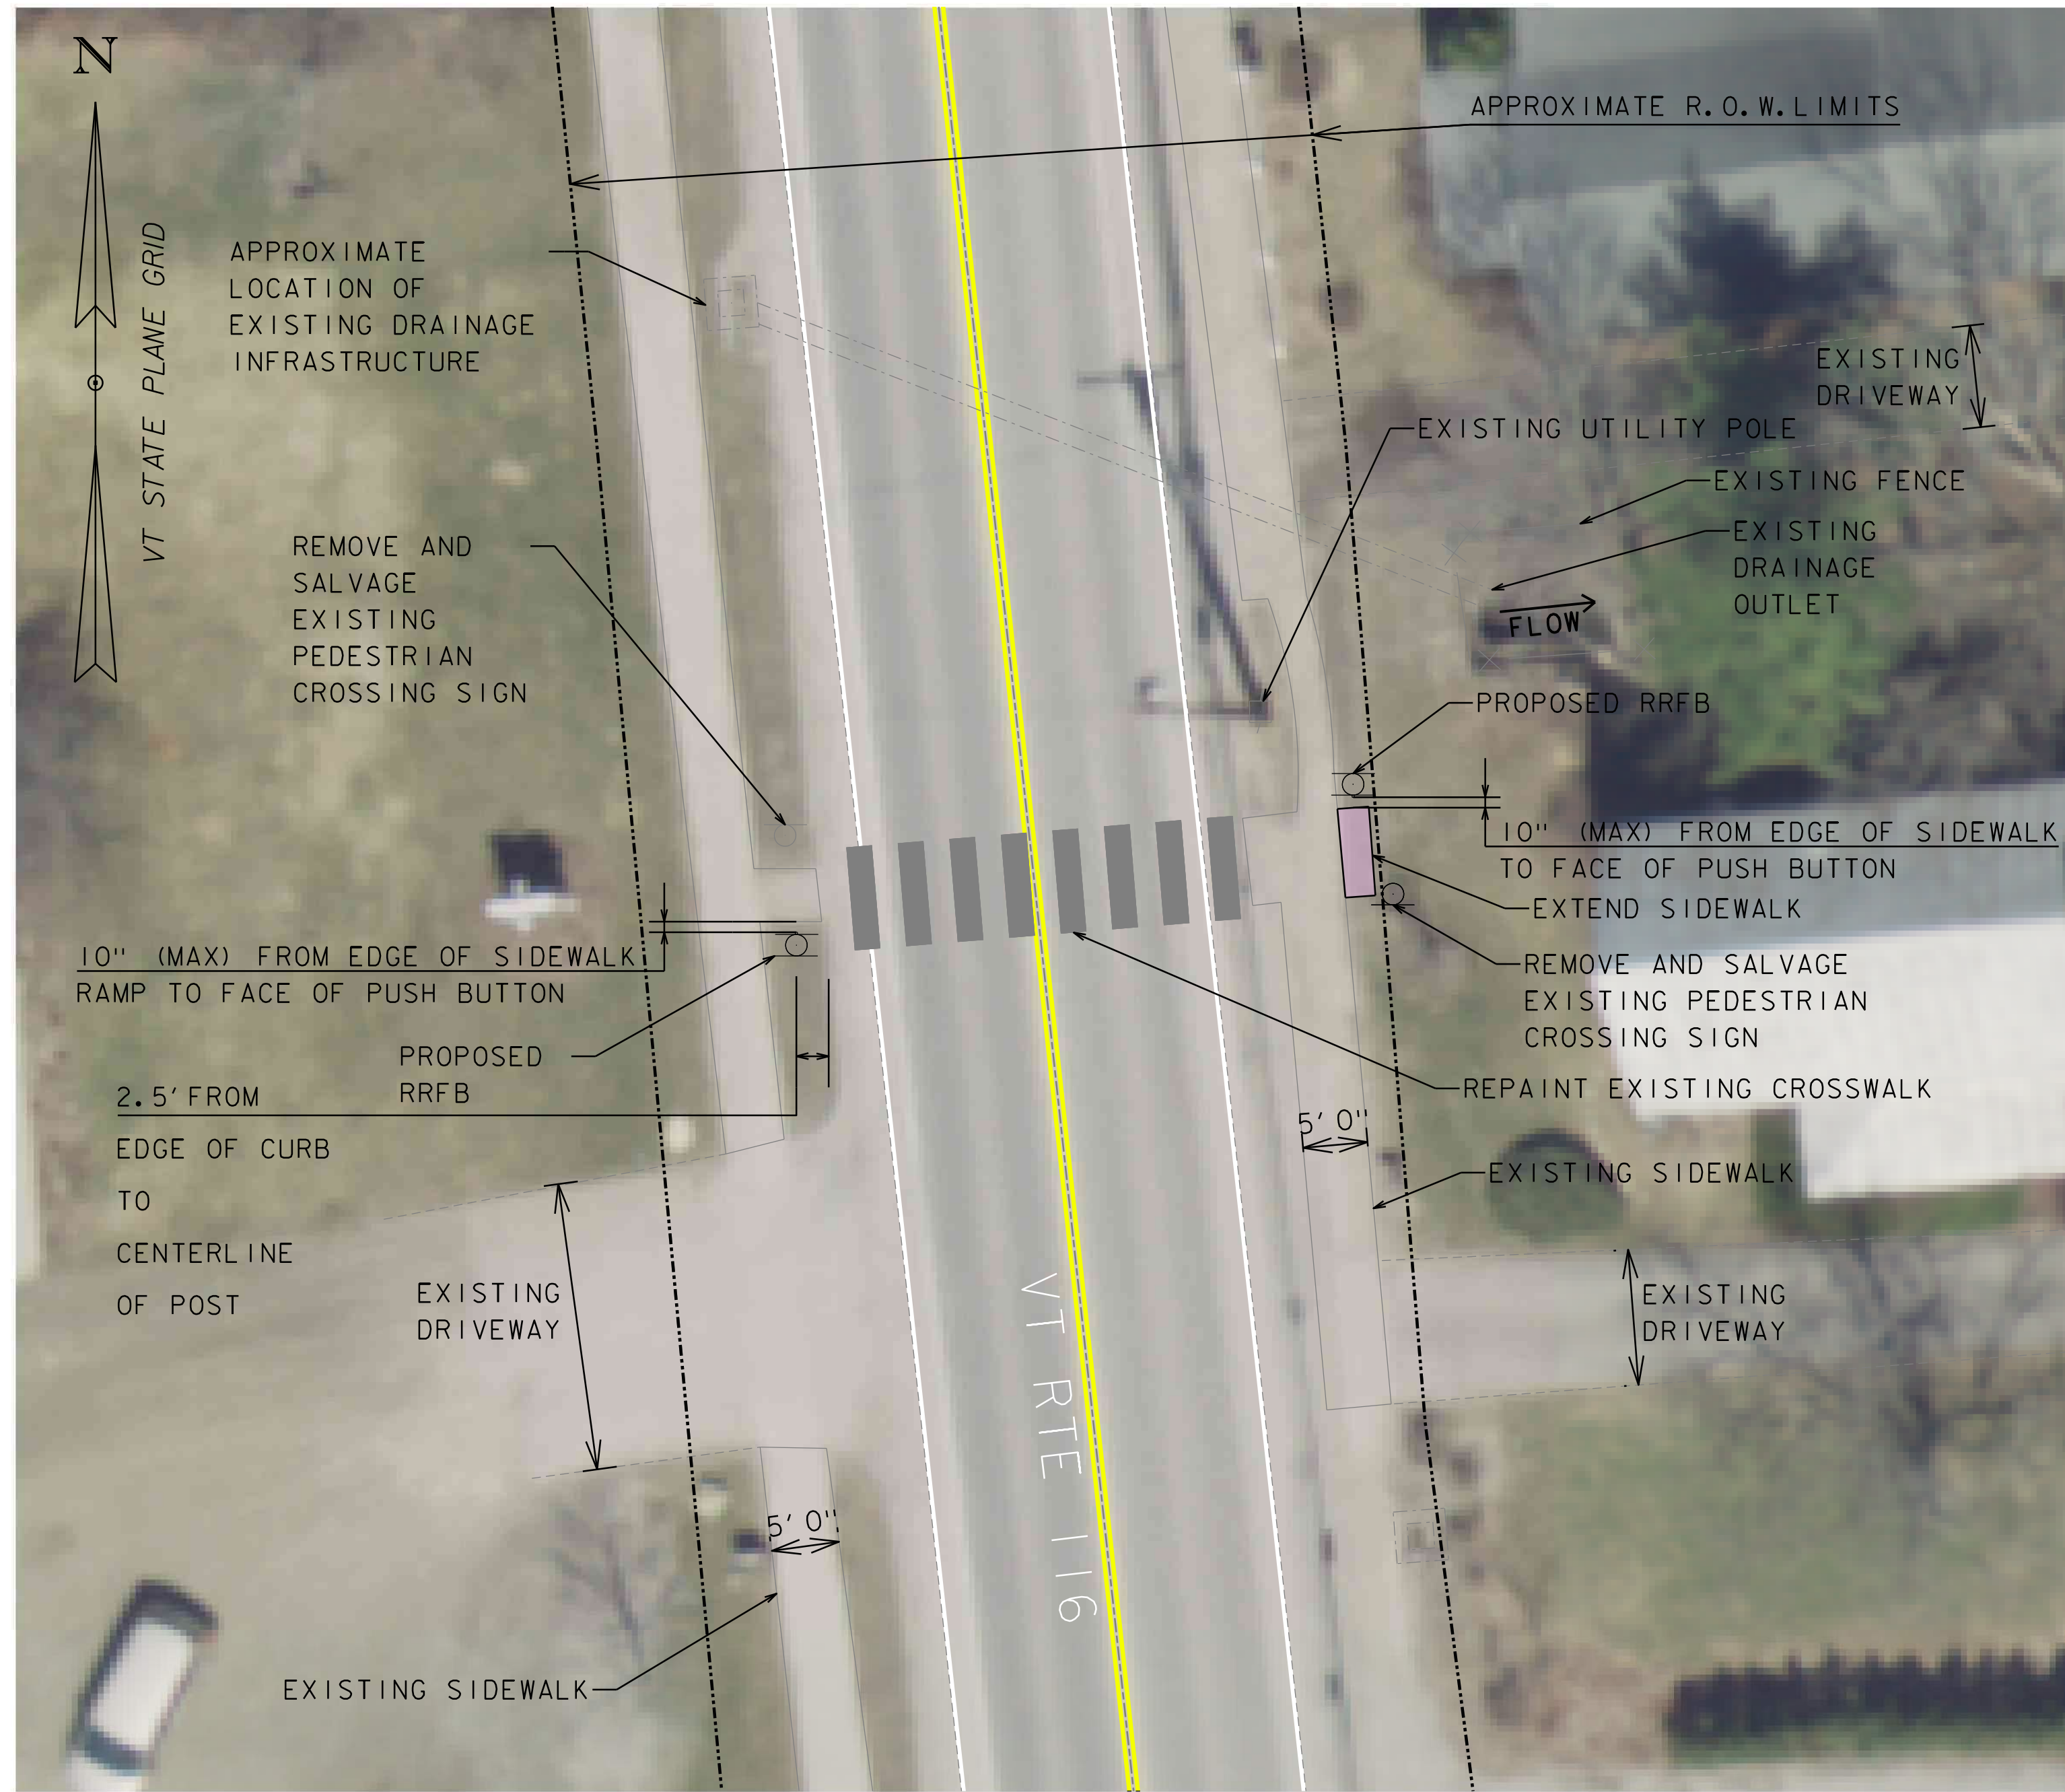 N
VT STATE PLANE GRID
APPROXIMATE R.O.W. LIMITS
APPROXIMATE
LOCATION OF
EXISTING DRAINAGE
INFRASTRUCTURE
EXISTING
DRIVEWAY
EXISTING UTILITY POLE
EXISTING FENCE
EXISTING
DRAINAGE
OUTLET
FLOW
REMOVE AND
SALVAGE
EXISTING
PEDESTRIAN
CROSSING SIGN
PROPOSED RRFB
10" (MAX) FROM EDGE OF SIDEWALK
TO FACE OF PUSH BUTTON
EXTEND SIDEWALK
10" (MAX) FROM EDGE OF SIDEWALK
RAMP TO FACE OF PUSH BUTTON
REMOVE AND SALVAGE
EXISTING PEDESTRIAN
CROSSING SIGN
PROPOSED
RRFB
REPAINT EXISTING CROSSWALK
2.5' FROM
EDGE OF CURB
TO
CENTERLINE
OF POST
5' 0"
EXISTING SIDEWALK
EXISTING
DRIVEWAY
EXISTING
DRIVEWAY
VT RTE 116
5' 0"
EXISTING SIDEWALK